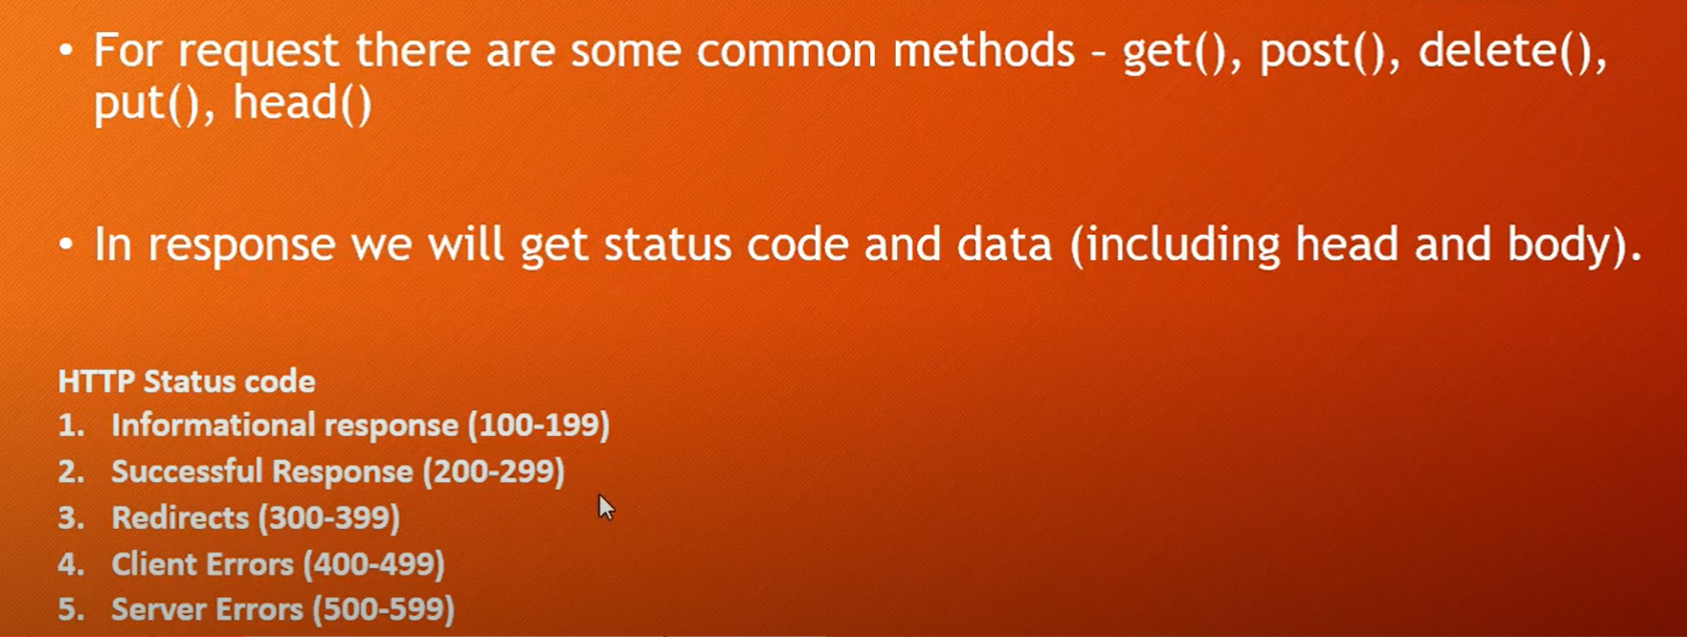 • For request there are some common methods – get(), post(), delete(),
put(), head()
• In response we will get status code and data (including head and body).
HTTP Status code
1. Informational response (100-199)
2. Successful Response (200-299)
3. Redirects (300-399)
4. Client Errors (400-499)
5. Server Errors (500-599)